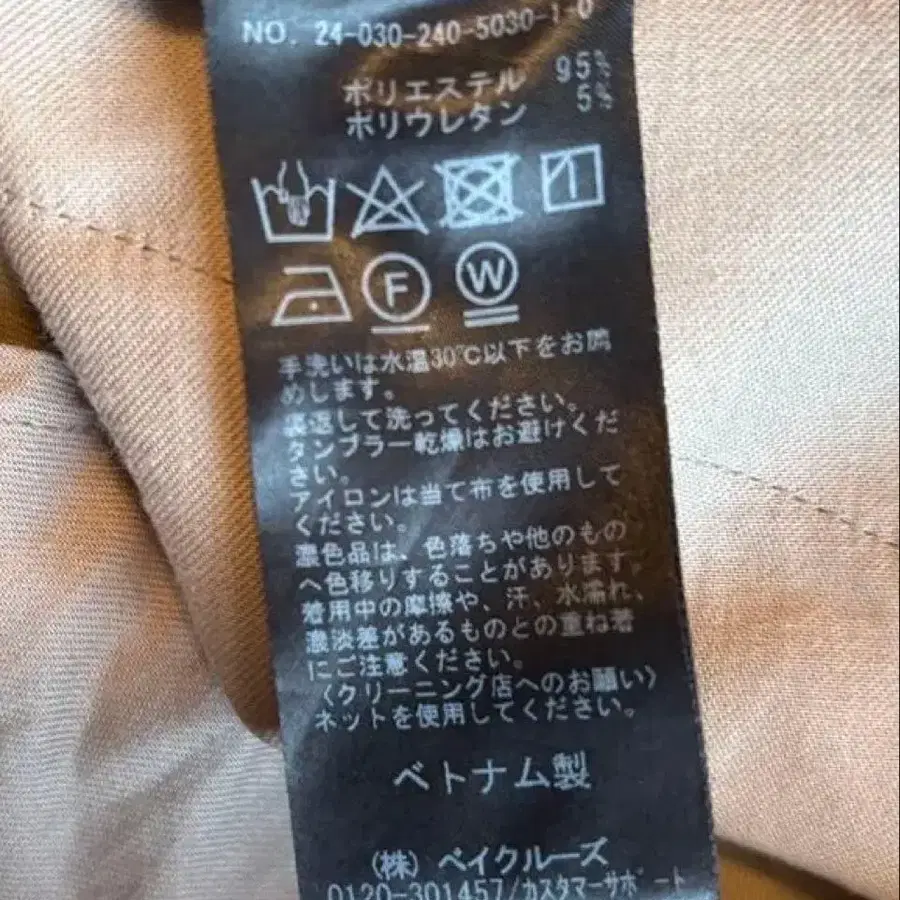 NO. 24-030-240-5030-1-0
ポリエステル 95%
ポリウレタン 5%
F W
手洗いは水温30℃以下をお薦
めします。
裏返して洗ってください。
タンブラー乾燥はお避けくだ
さい。
アイロンは当て布を使用して
ください。
濃色品は、色落ちや他のもの
へ色移りすることがあります。
着用中の摩擦や、汗、水濡れ、
濃淡差があるものとの重ね着
にご注意ください。
〈クリーニング店へのお願い〉
ネットを使用してください。
ベトナム製
(株) ベイクルーズ
0120-301457/カスタマーサポート